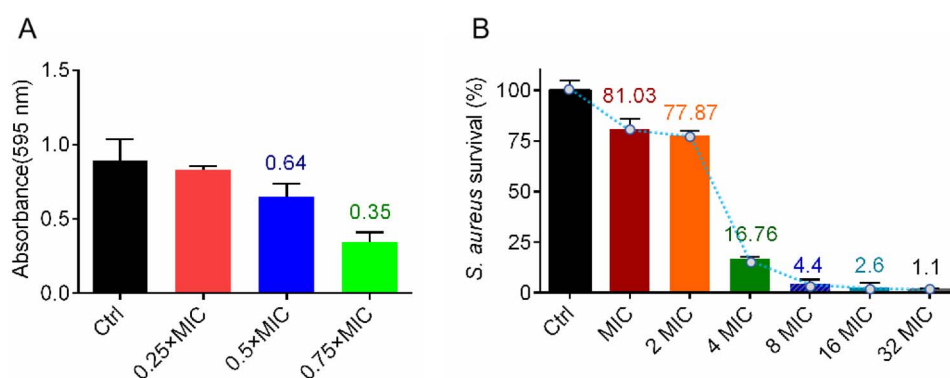 A
Absorbance(595 nm)
1.5
1.0
0.5
0.0
0.64
0.35
Ctrl
0.25×MIC
0.5×MIC
0.75×MIC
B
S. aureus survival (%)
100
75
50
25
0
81.03
77.87
16.76
4.4
2.6
1.1
Ctrl
MIC
2 MIC
4 MIC
8 MIC
16 MIC
32 MIC